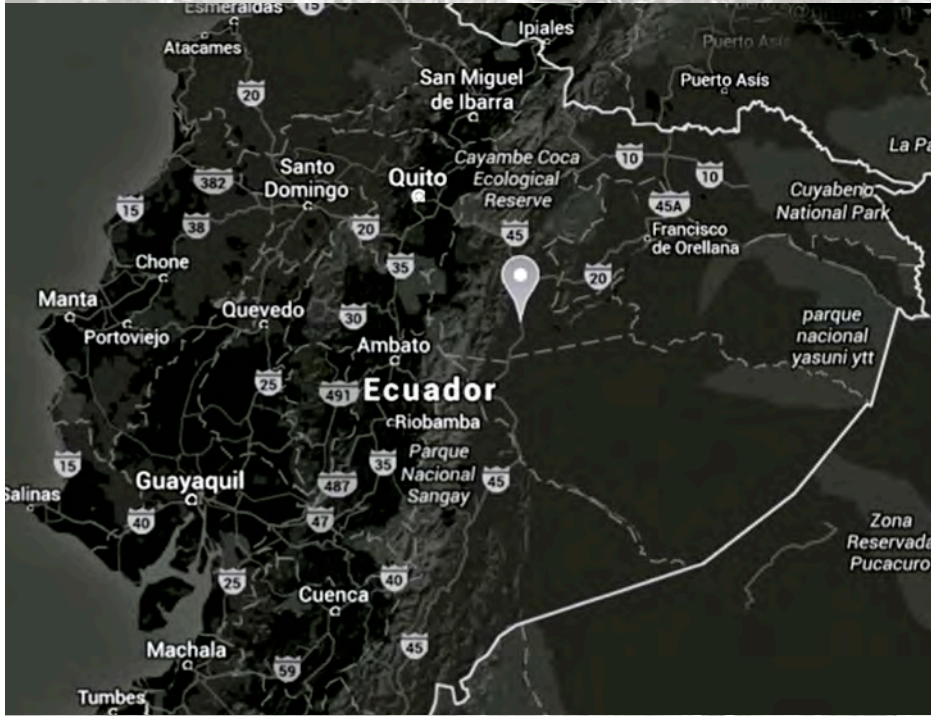 Esmeraldas
15
Atacames
Ipiales
Puerto Asís
Puerto Asís
20
San Miguel
de Ibarra
La Pa
10
10
Santo
Domingo
382
Quito
Cayambe Coca
Ecological
Reserve
Cuyabeno
National Park
45A
15
38
20
45
Francisco
de Orellana
Chone
35
20
Manta
Portoviejo
Quevedo
30
parque
nacional
yasuni ytt
Ambato
25
491
Ecuador
Riobamba
15
35
Parque
Nacional
Sangay
45
Salinas
Guayaquil
487
40
47
Zona
Reservada
Pucacuro
25
40
Cuenca
Machala
45
59
Tumbes